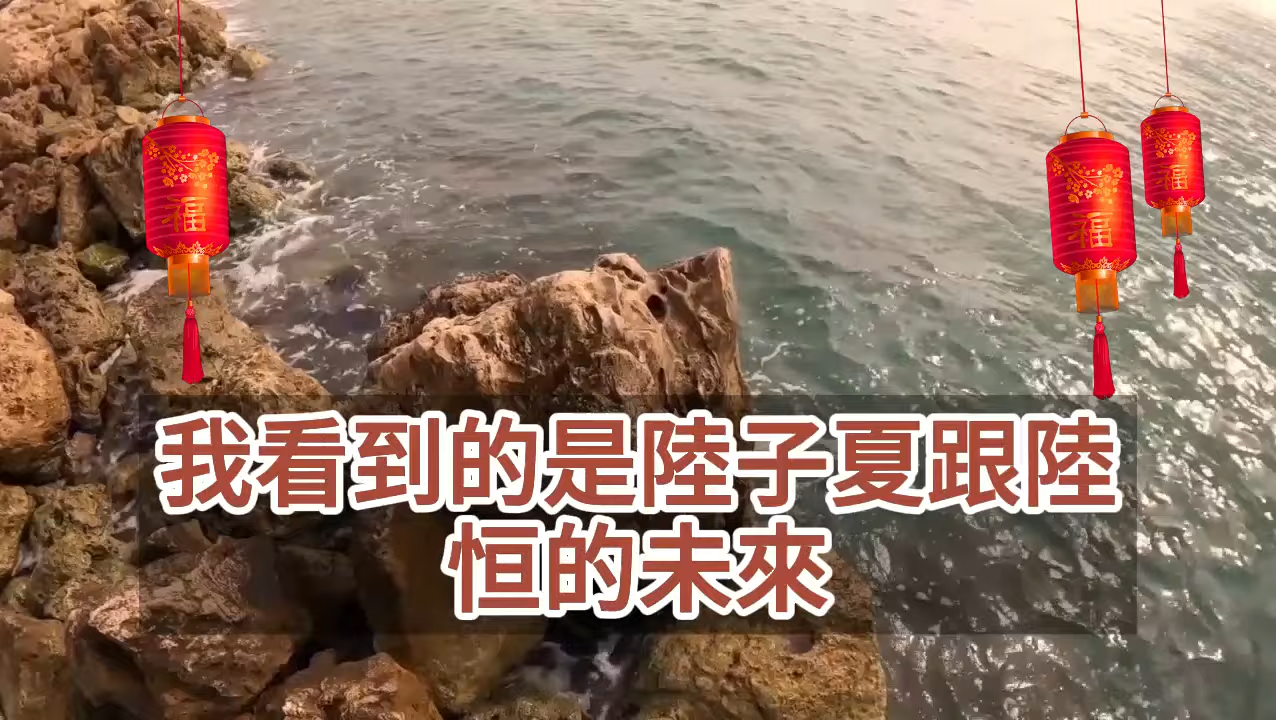 福
福
福
我看到的是陸子夏跟陸
恒的未來